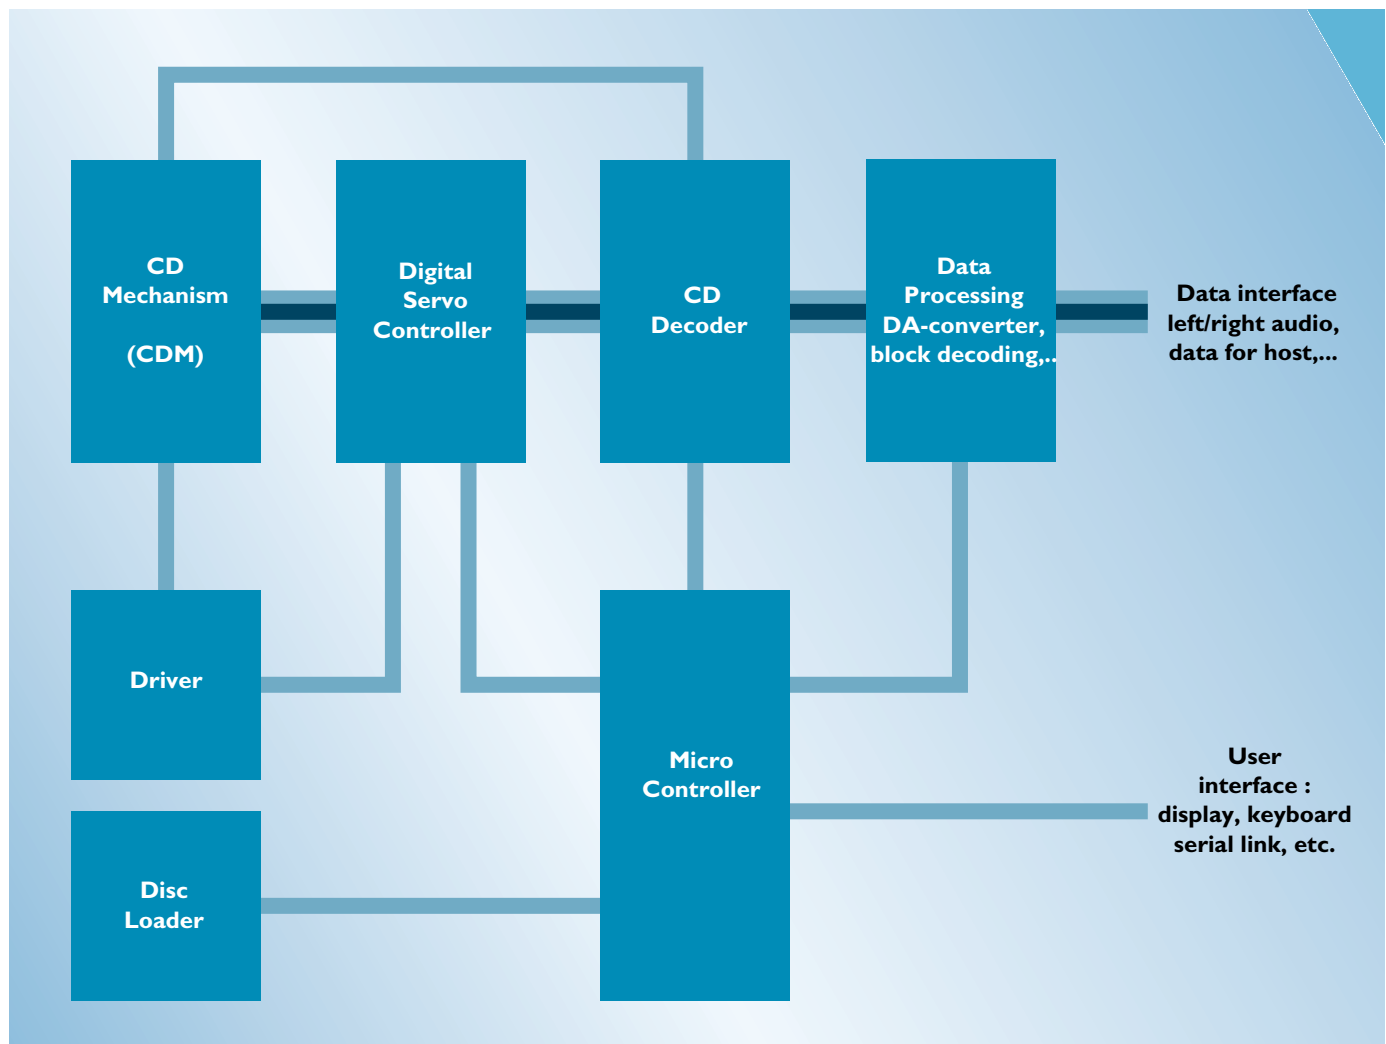 CD
Mechanism
(CDM)
Digital
Servo
Controller
CD
Decoder
Data
Processing
DA-converter,
block decoding,..
Data interface
left/right audio,
data for host,...
Driver
Micro
Controller
User
interface :
display, keyboard
serial link, etc.
Disc
Loader